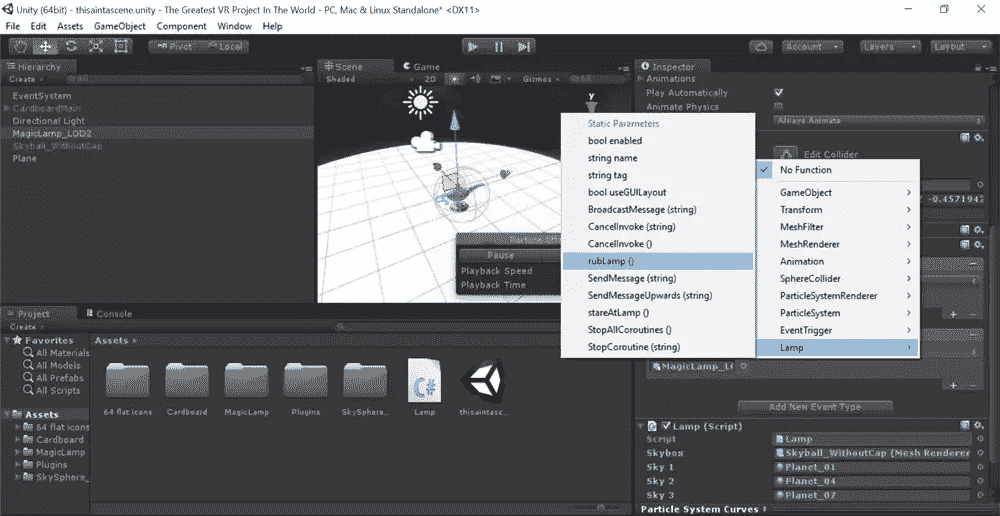 Unity (64bit) - thisaintascene.unity - The Greatest VR Project In The World - PC, Mac & Linux Standalone* <DX11>
File Edit Assets GameObject Component Window Help
Pivot Local Account Layers Layout
Hierarchy
Create
EventSystem
CardboardMain
Directional Light
MagicLamp_LOD2
Skyball_WithoutCap
Plane
Scene Game
Shaded 2D Gizmos
y
Pause
Playback Speed
Playback Time
Static Parameters
bool enabled
string name
string tag
bool useGUILayout
BroadcastMessage (string)
CancelInvoke (string)
CancelInvoke ()
rubLamp ()
SendMessage (string)
SendMessageUpwards (string)
stareAtLamp ()
StopAllCoroutines ()
StopCoroutine (string)
No Function
GameObject
Transform
MeshFilter
MeshRenderer
Animation
SphereCollider
ParticleSystemRenderer
ParticleSystem
EventTrigger
Lamp
Inspector
Animations
Play Automatically
Animate Physics
Always Animate
Edit Collider
-0.457194
MagicLamp_LO
Add New Event Type
Lamp (Script)
Script Lamp
Skybox Skyball_WithoutCap (Mesh Renderer
Sky 1 Planet_01
Sky 2 Planet_04
Sky 3 Planet_07
Particle System Curves
Project Console
Create
Favorites
All Materials
All Models
All Prefabs
All Scripts
Assets
64 flat icons
Cardboard
MagicLamp
Plugins
SkySphere_
Assets
C#
64 flat icons Cardboard MagicLamp Plugins SkySphere_... Lamp thisaintasc...